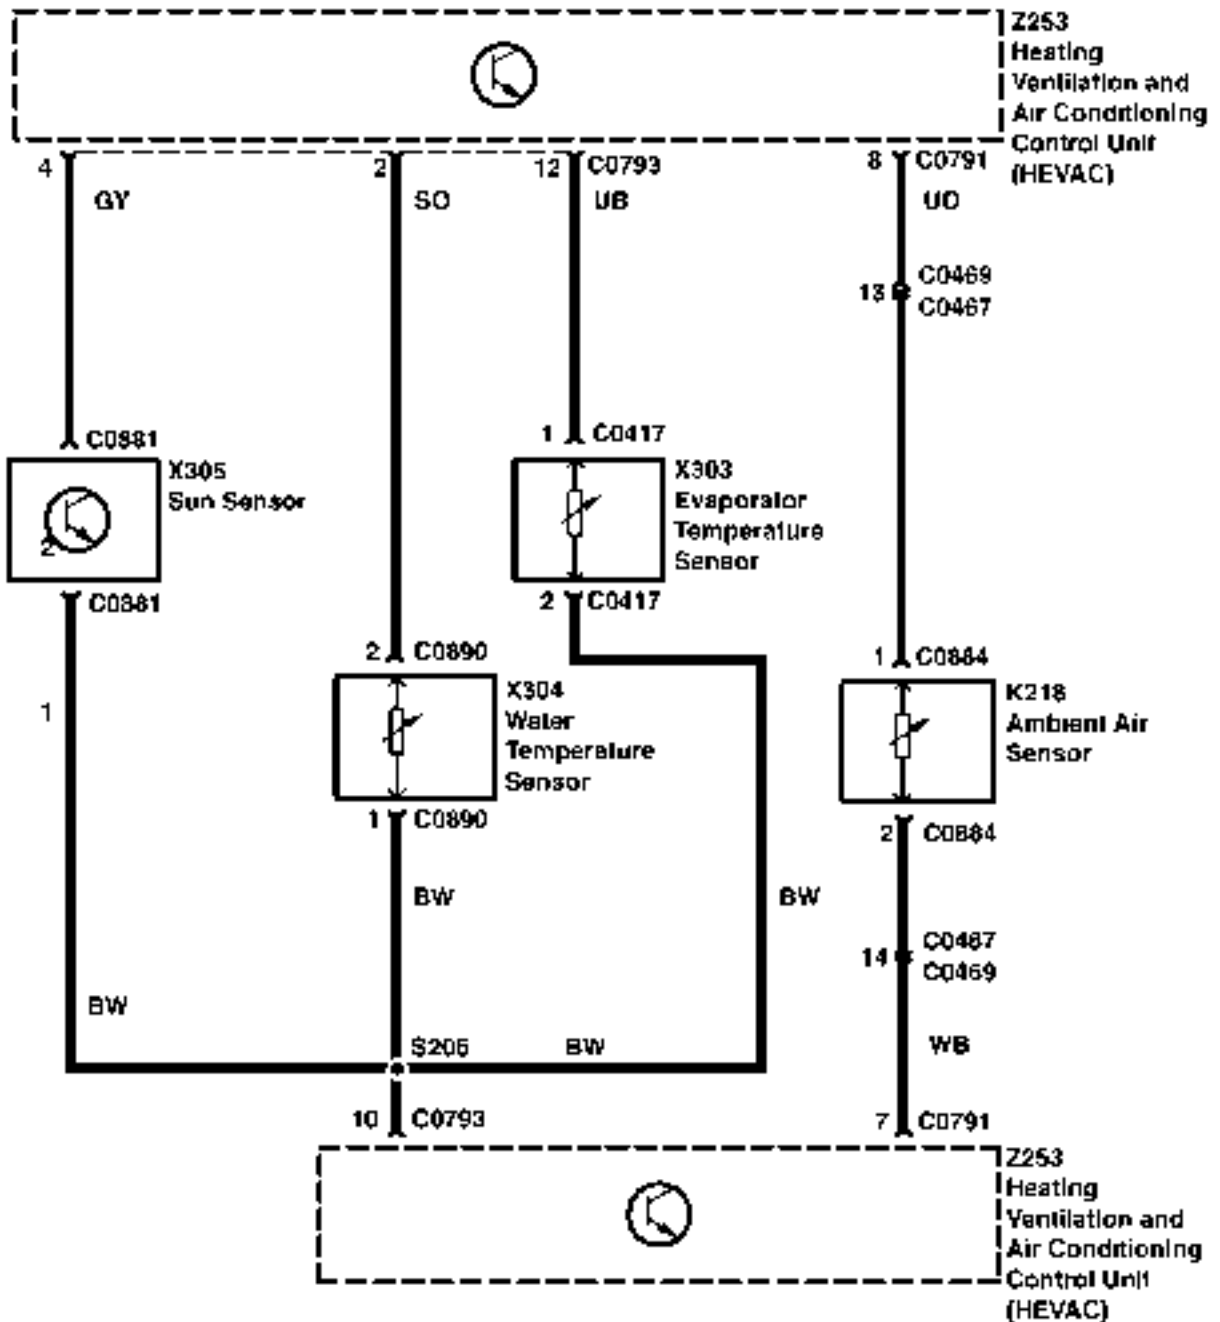 Z253
Heating
Ventilation and
Air Conditioning
Control Unit
(HEVAC)
4
2
12 C0793
8 C0791
GY
SO
UB
UO
13
C0469
C0467
C0881
X305
Sun Sensor
2
C0881
1
1 C0417
X303
Evaporator
Temperature
Sensor
2 C0417
2 C0890
X304
Water
Temperature
Sensor
1 C0890
1 C0884
K218
Ambient Air
Sensor
2 C0884
BW
BW
14
C0467
C0469
BW
S206
BW
WB
10 C0793
7 C0791
Z253
Heating
Ventilation and
Air Conditioning
Control Unit
(HEVAC)